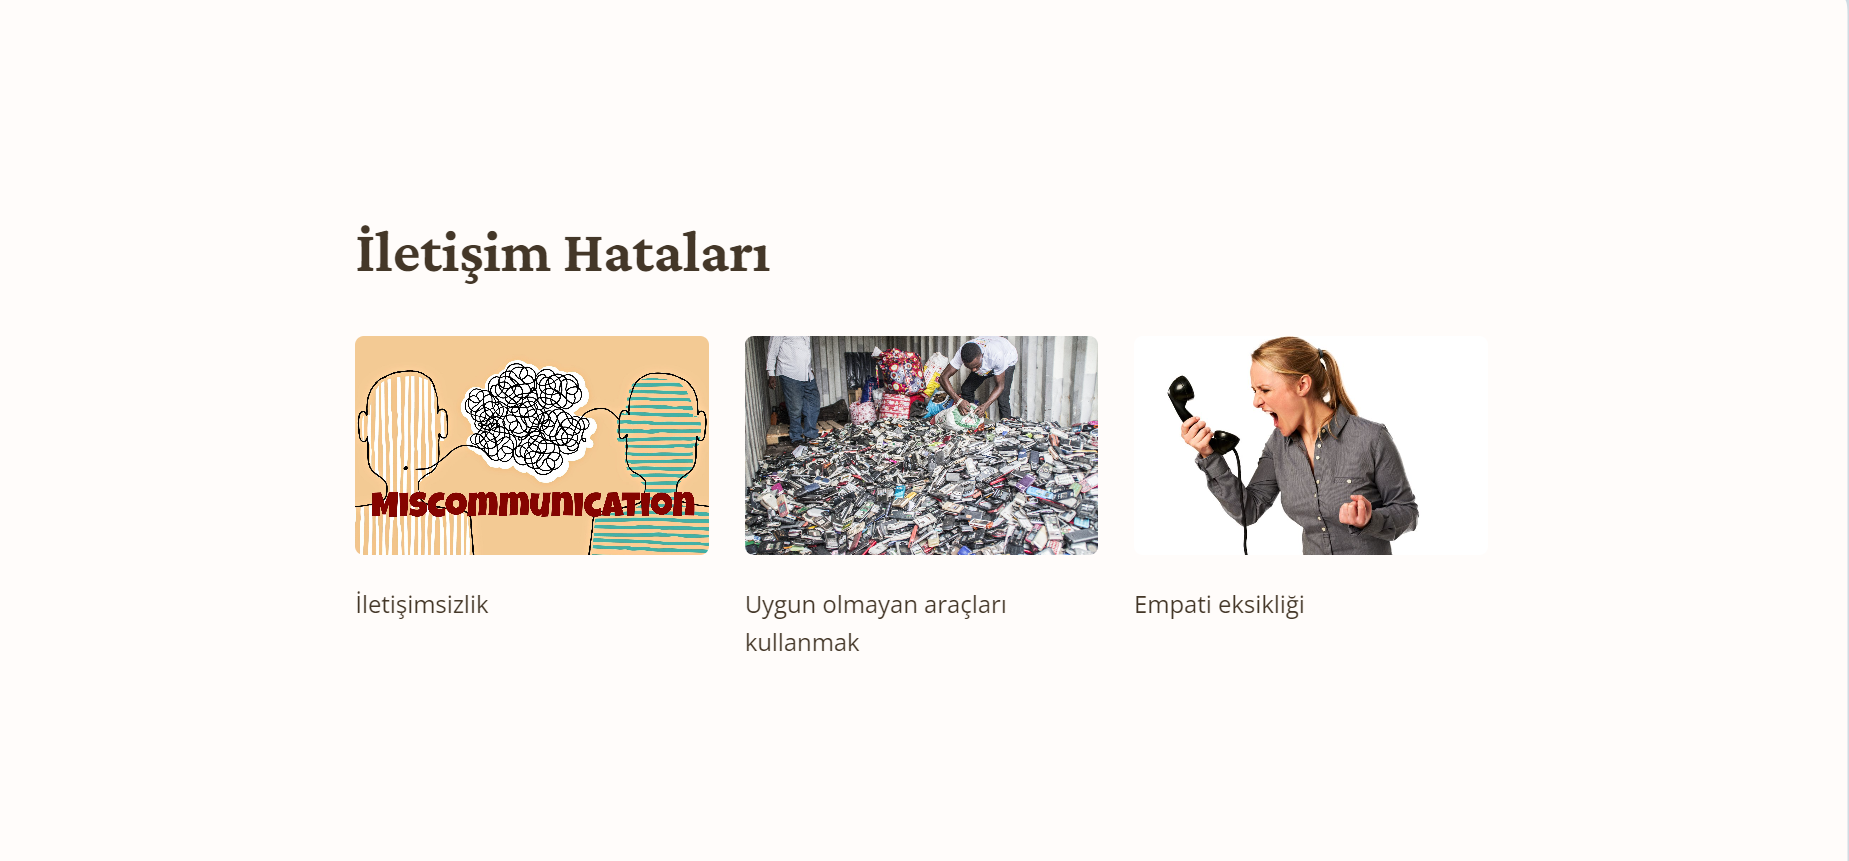 İletişim Hataları
MISCOMMUNICATION
İletişimsizlik
Uygun olmayan araçları
kullanmak
Empati eksikliği